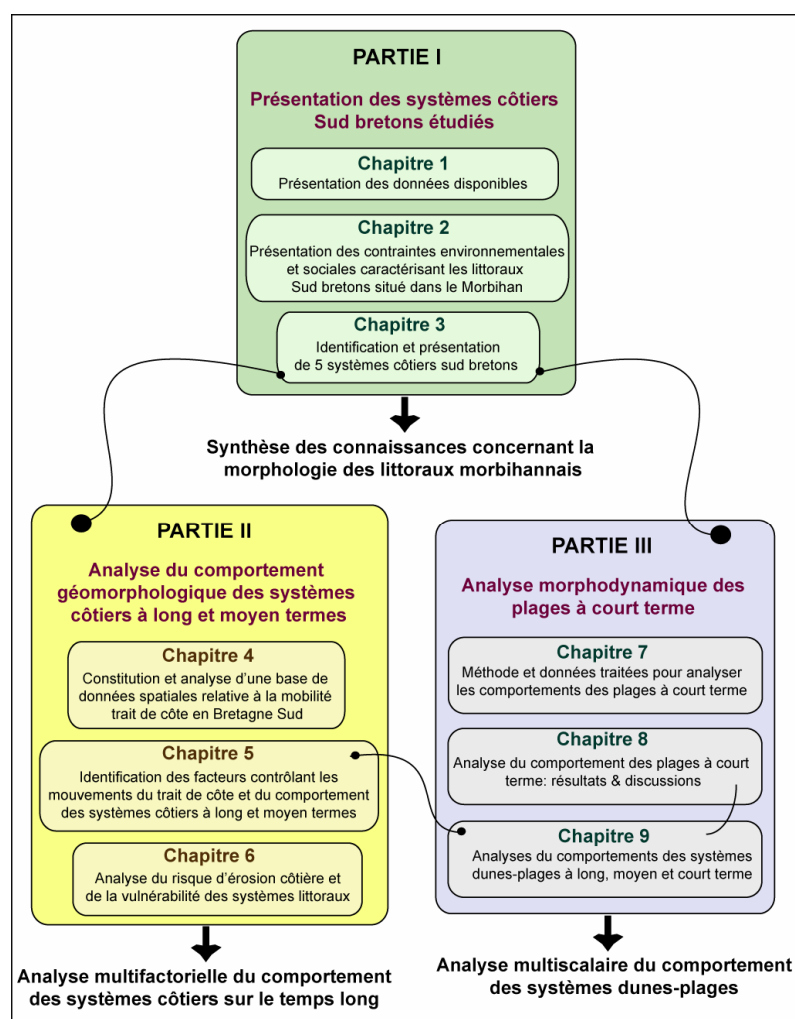 PARTIE I
Présentation des systèmes côtiers
Sud bretons étudiés
Chapitre 1
Présentation des données disponibles
Chapitre 2
Présentation des contraintes environnementales
et sociales caractérisant les littoraux
Sud bretons situé dans le Morbihan
Chapitre 3
Identification et présentation
de 5 systèmes côtiers sud bretons
Synthèse des connaissances concernant la
morphologie des littoraux morbihannais
PARTIE II
Analyse du comportement
géomorphologique des systèmes
côtiers à long et moyen termes
Chapitre 4
Constitution et analyse d'une base de
données spatiales relative à la mobilité
trait de côte en Bretagne Sud
Chapitre 5
Identification des facteurs contrôlant les
mouvements du trait de côte et du comportement
des systèmes côtiers à long et moyen termes
Chapitre 6
Analyse du risque d'érosion côtière et
de la vulnérabilité des systèmes littoraux
Analyse multifactorielle du comportement
des systèmes côtiers sur le temps long
PARTIE III
Analyse morphodynamique des
plages à court terme
Chapitre 7
Méthode et données traitées pour analyser
les comportements des plages à court terme
Chapitre 8
Analyse du comportement des plages à court
terme: résultats & discussions
Chapitre 9
Analyses du comportements des systèmes
dunes-plages à long, moyen et court terme
Analyse multiscalaire du comportement
des systèmes dunes-plages